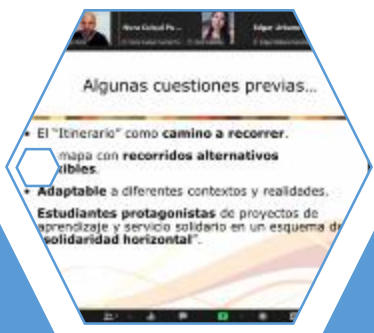 Algunas cuestiones previas...
El "Itinerario" como camino a recorrer.
mapa con recorridos alternativos
xibles.
Adaptable a diferentes contextos y realidades.
Estudiantes protagonistas de proyectos de
aprendizaje y servicio solidario en un esquema de
"solidaridad horizontal".